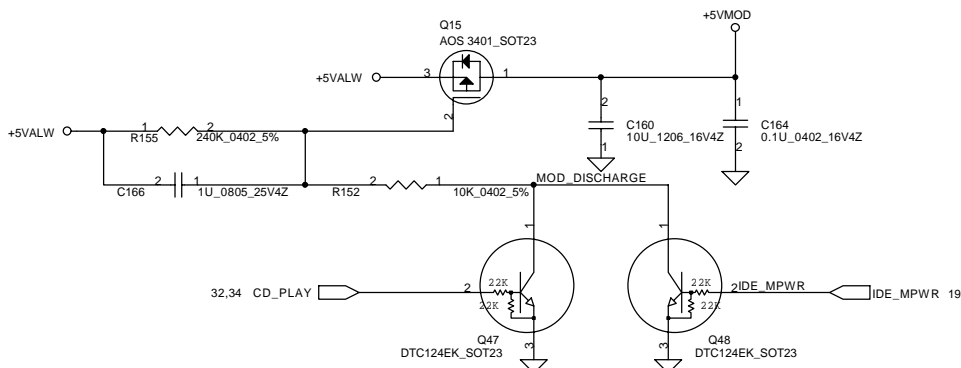 +5VMOD
Q15
AOS 3401_SOT23
+5VALW
3
1
2
+5VALW
1
R155
2
240K_0402_5%
2
C160
10U_1206_16V4Z
1
1
C164
0.1U_0402_16V4Z
2
C166
2
1
1U_0805_25V4Z
2
R152
1
10K_0402_5%
MOD_DISCHARGE
1
1
32,34 CD_PLAY
2
22K
22K
22K
22K
2
IDE_MPWR
IDE_MPWR 19
3
Q47
DTC124EK_SOT23
3
Q48
DTC124EK_SOT23